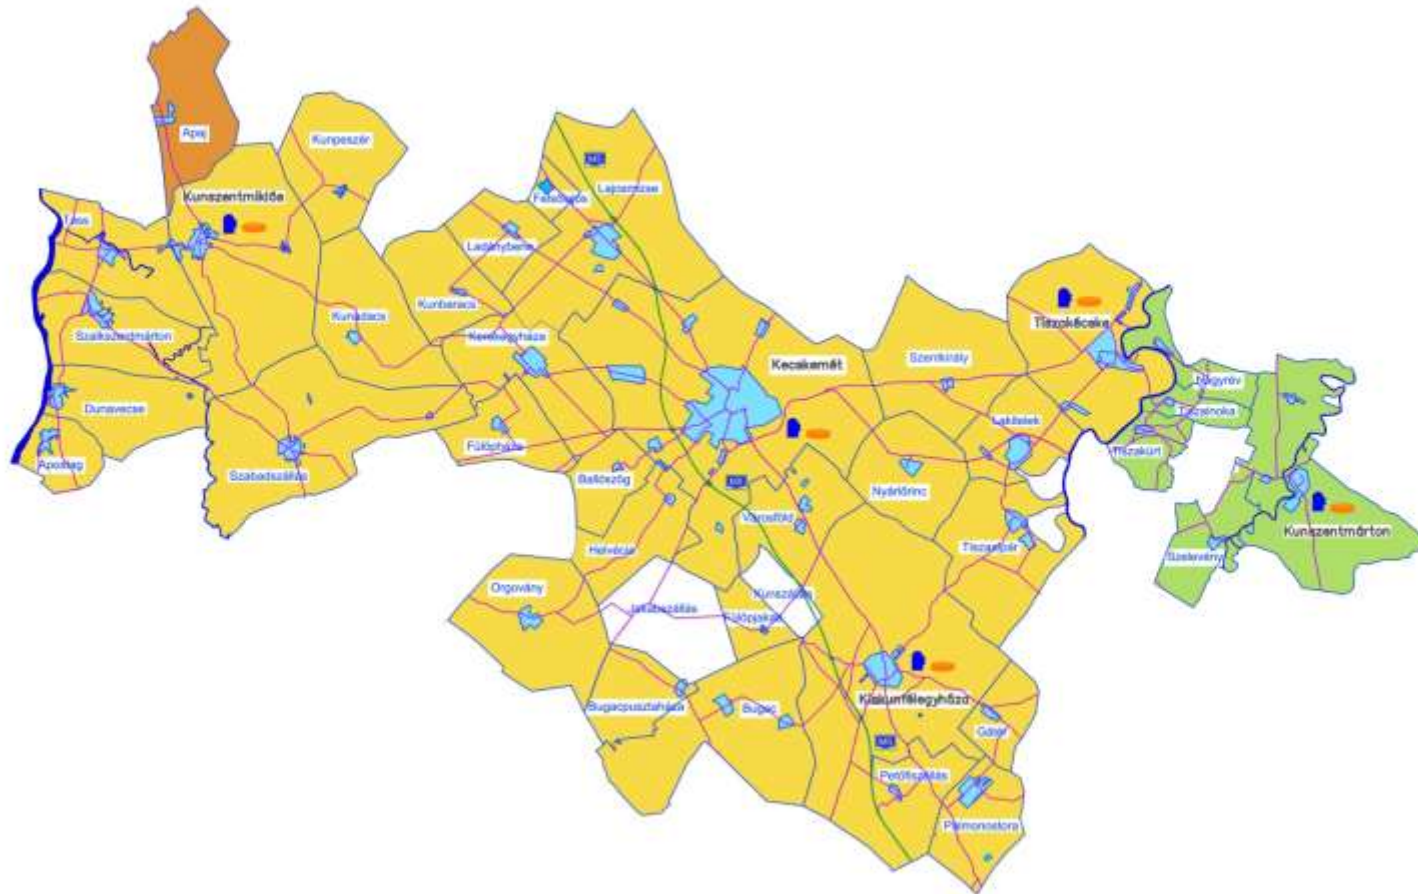 Apaj
Kunpeszér
Kunszentmiklós
Lajosmizse
Felsőlajos
Tass
Ladánybene
Kunbaracs
Kunadacs
Szalkszentmárton
Kerekegyháza
Tiszakécske
Szentkirály
Kecskemét
Nagyrév
Tiszainoka
Dunavecse
Lakitelek
Tiszakürt
Fülöpháza
Apostag
Szabadszállás
Ballószög
Nyárlőrinc
Városföld
Kunszentmárton
Helvécia
Tiszaalpár
Szelevény
Orgovány
Kunszállás
Jakabszállás
Fülöpjakab
Kiskunfélegyháza
Bugacpusztaháza
Bugac
Gátér
Petőfiszállás
Pálmonostora